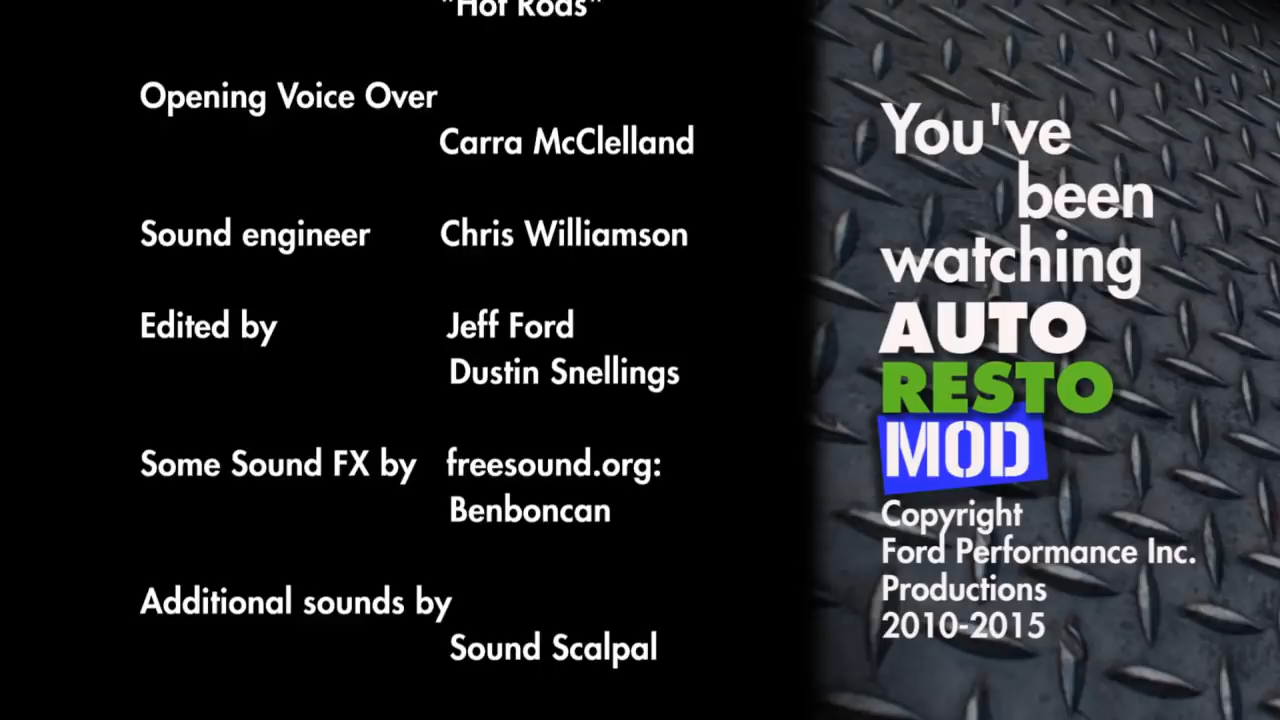 "Hot Rods"
Opening Voice Over
Carra McClelland
Sound engineer Chris Williamson
Edited by Jeff Ford
Dustin Snellings
Some Sound FX by freesound.org:
Benboncan
Additional sounds by
Sound Scalpal
You've
been
watching
AUTO
RESTO
MOD
Copyright
Ford Performance Inc.
Productions
2010-2015